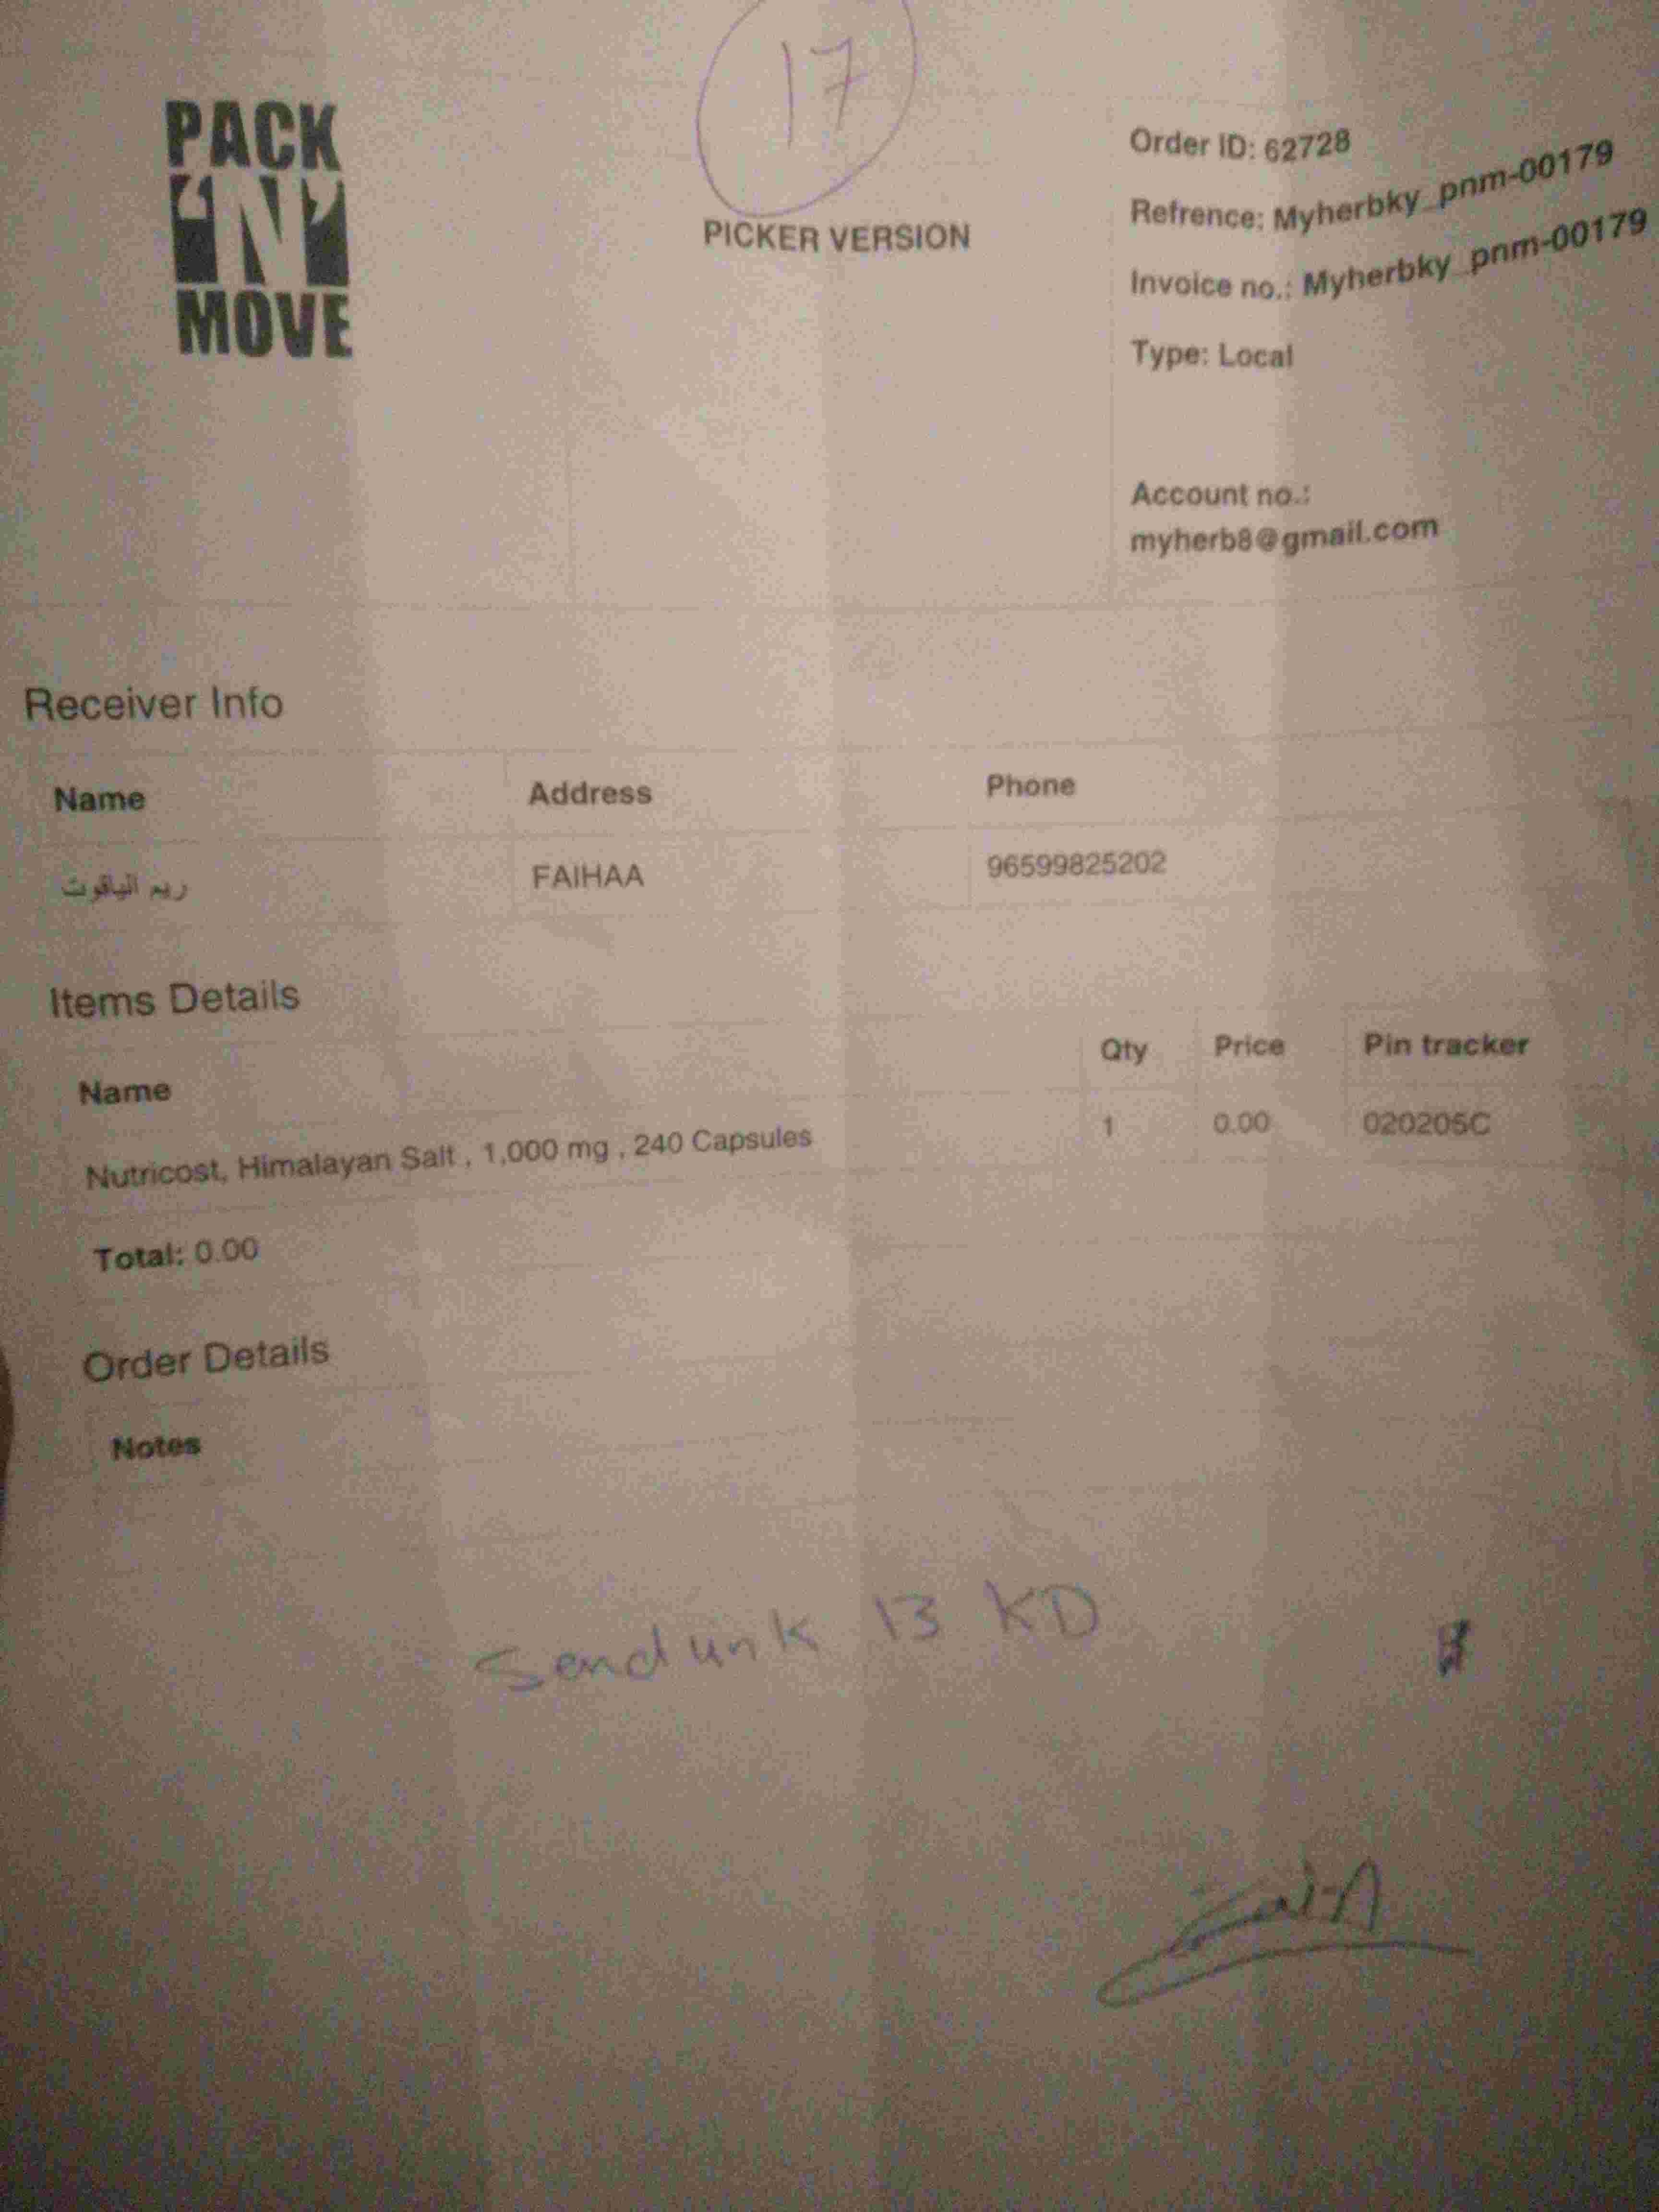 17
PACK
IN
MOVE
PICKER VERSION
Order ID: 62728
Refrence: Myherbky_pnm-00179
Invoice no.: Myherbky_pnm-00179
Type: Local
Account no.:
myherb8@gmail.com
Receiver Info
Name Address Phone
ريم الياقوت FAIHAA 96599825202
Items Details
Name Qty Price Pin tracker
Nutricost, Himalayan Salt , 1,000 mg , 240 Capsules 1 0.00 020205C
Total: 0.00
Order Details
Notes
Send unk 13 KD